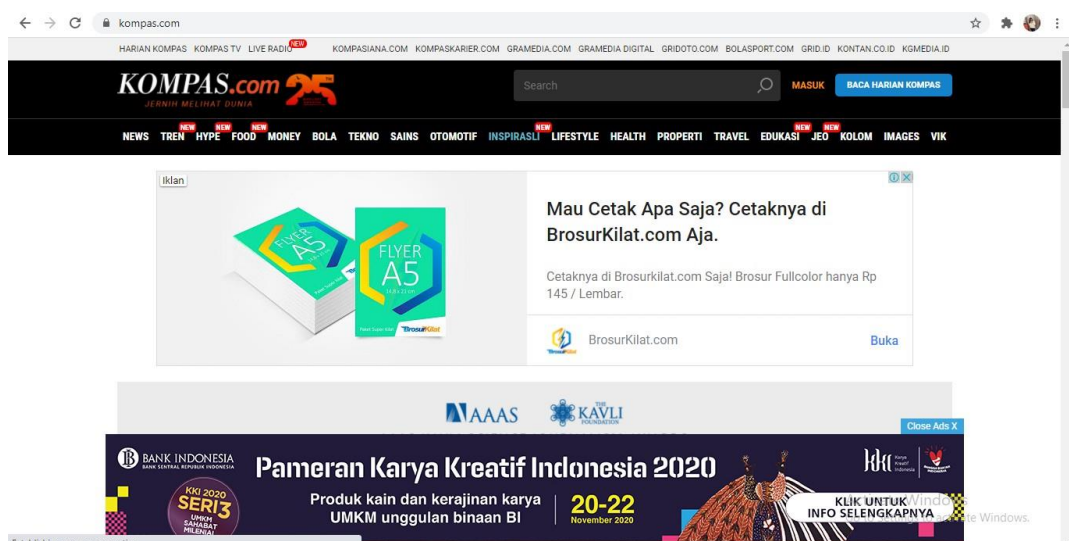 kompas.com
HARIAN KOMPAS KOMPAS TV LIVE RADIO NEW KOMPASIANA.COM KOMPASKARIER.COM GRAMEDIA.COM GRAMEDIA DIGITAL GRIDOTO.COM BOLASPORT.COM GRID.ID KONTAN.CO.ID KGMEDIA.ID
KOMPAS.com 25
JERNIH MELIHAT DUNIA
Search
MASUK
BACA HARIAN KOMPAS
NEWS TREN NEW HYPE NEW FOOD NEW MONEY BOLA TEKNO SAINS OTOMOTIF INSPIRASLI NEW LIFESTYLE HEALTH PROPERTI TRAVEL EDUKASI NEW JEO NEW KOLOM IMAGES VIK
Iklan
FLYER
A5
FLYER
A5
BrosurKilat
Mau Cetak Apa Saja? Cetaknya di
BrosurKilat.com Aja.
Cetaknya di Brosurkilat.com Saja! Brosur Fullcolor hanya Rp
145 / Lembar.
BrosurKilat.com
Buka
AAAS
THE
KAVLI
FOUNDATION
Close Ads X
BANK INDONESIA
BANK SENTRAL REPUBLIK INDONESIA
KKI 2020
SERI3
UMKM
SAHABAT
MILENIAL
Pameran Karya Kreatif Indonesia 2020
Produk kain dan kerajinan karya
UMKM unggulan binaan BI
20-22
November 2020
kki Karya
Kreatif
Indonesia
KLIK UNTUK
INFO SELENGKAPNYA